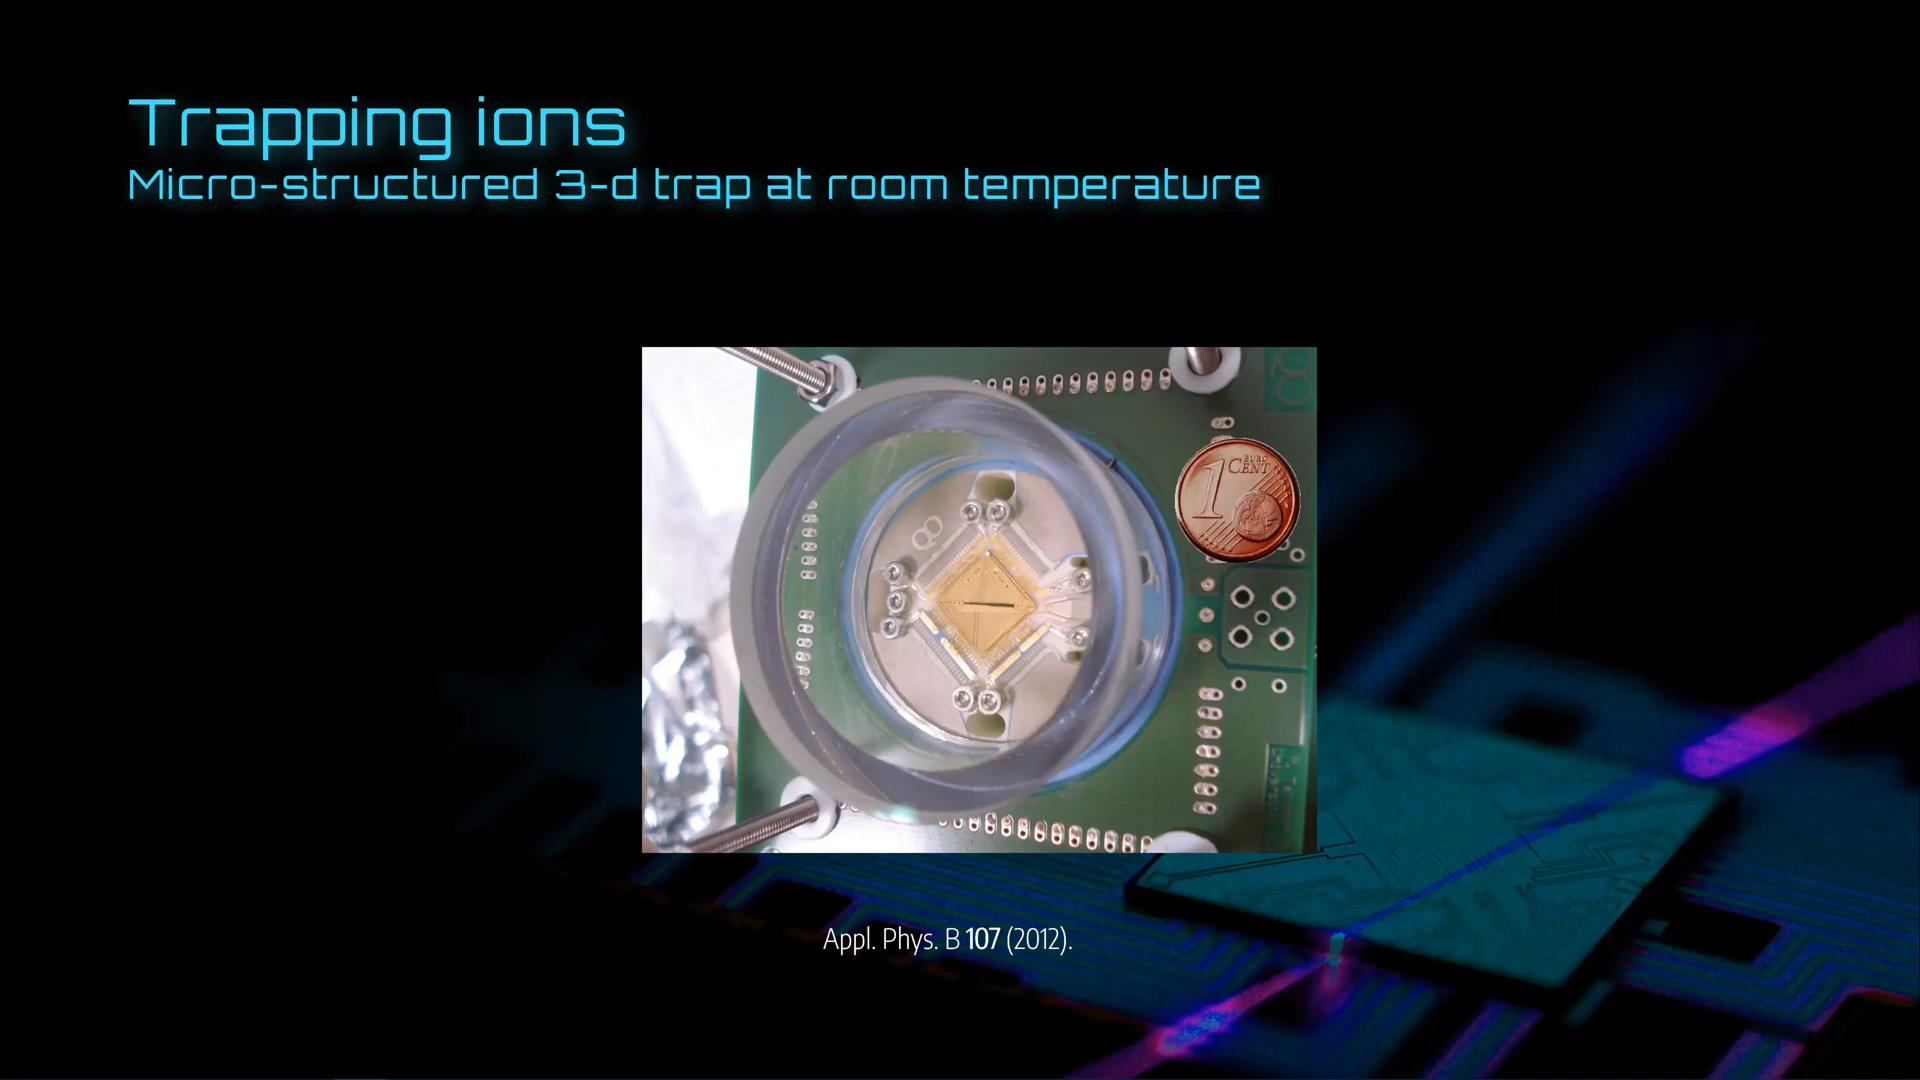 Trapping ions
Micro-structured 3-d trap at room temperature
1 EURO
CENT
Appl. Phys. B 107 (2012).